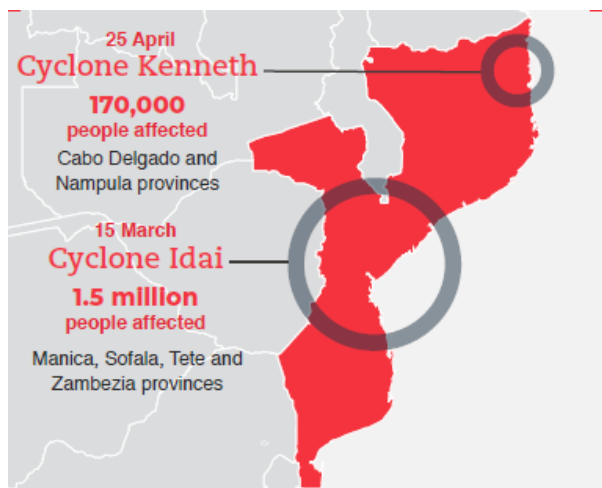 25 April
Cyclone Kenneth
170,000
people affected
Cabo Delgado and
Nampula provinces
15 March
Cyclone Idai
1.5 million
people affected
Manica, Sofala, Tete and
Zambezia provinces